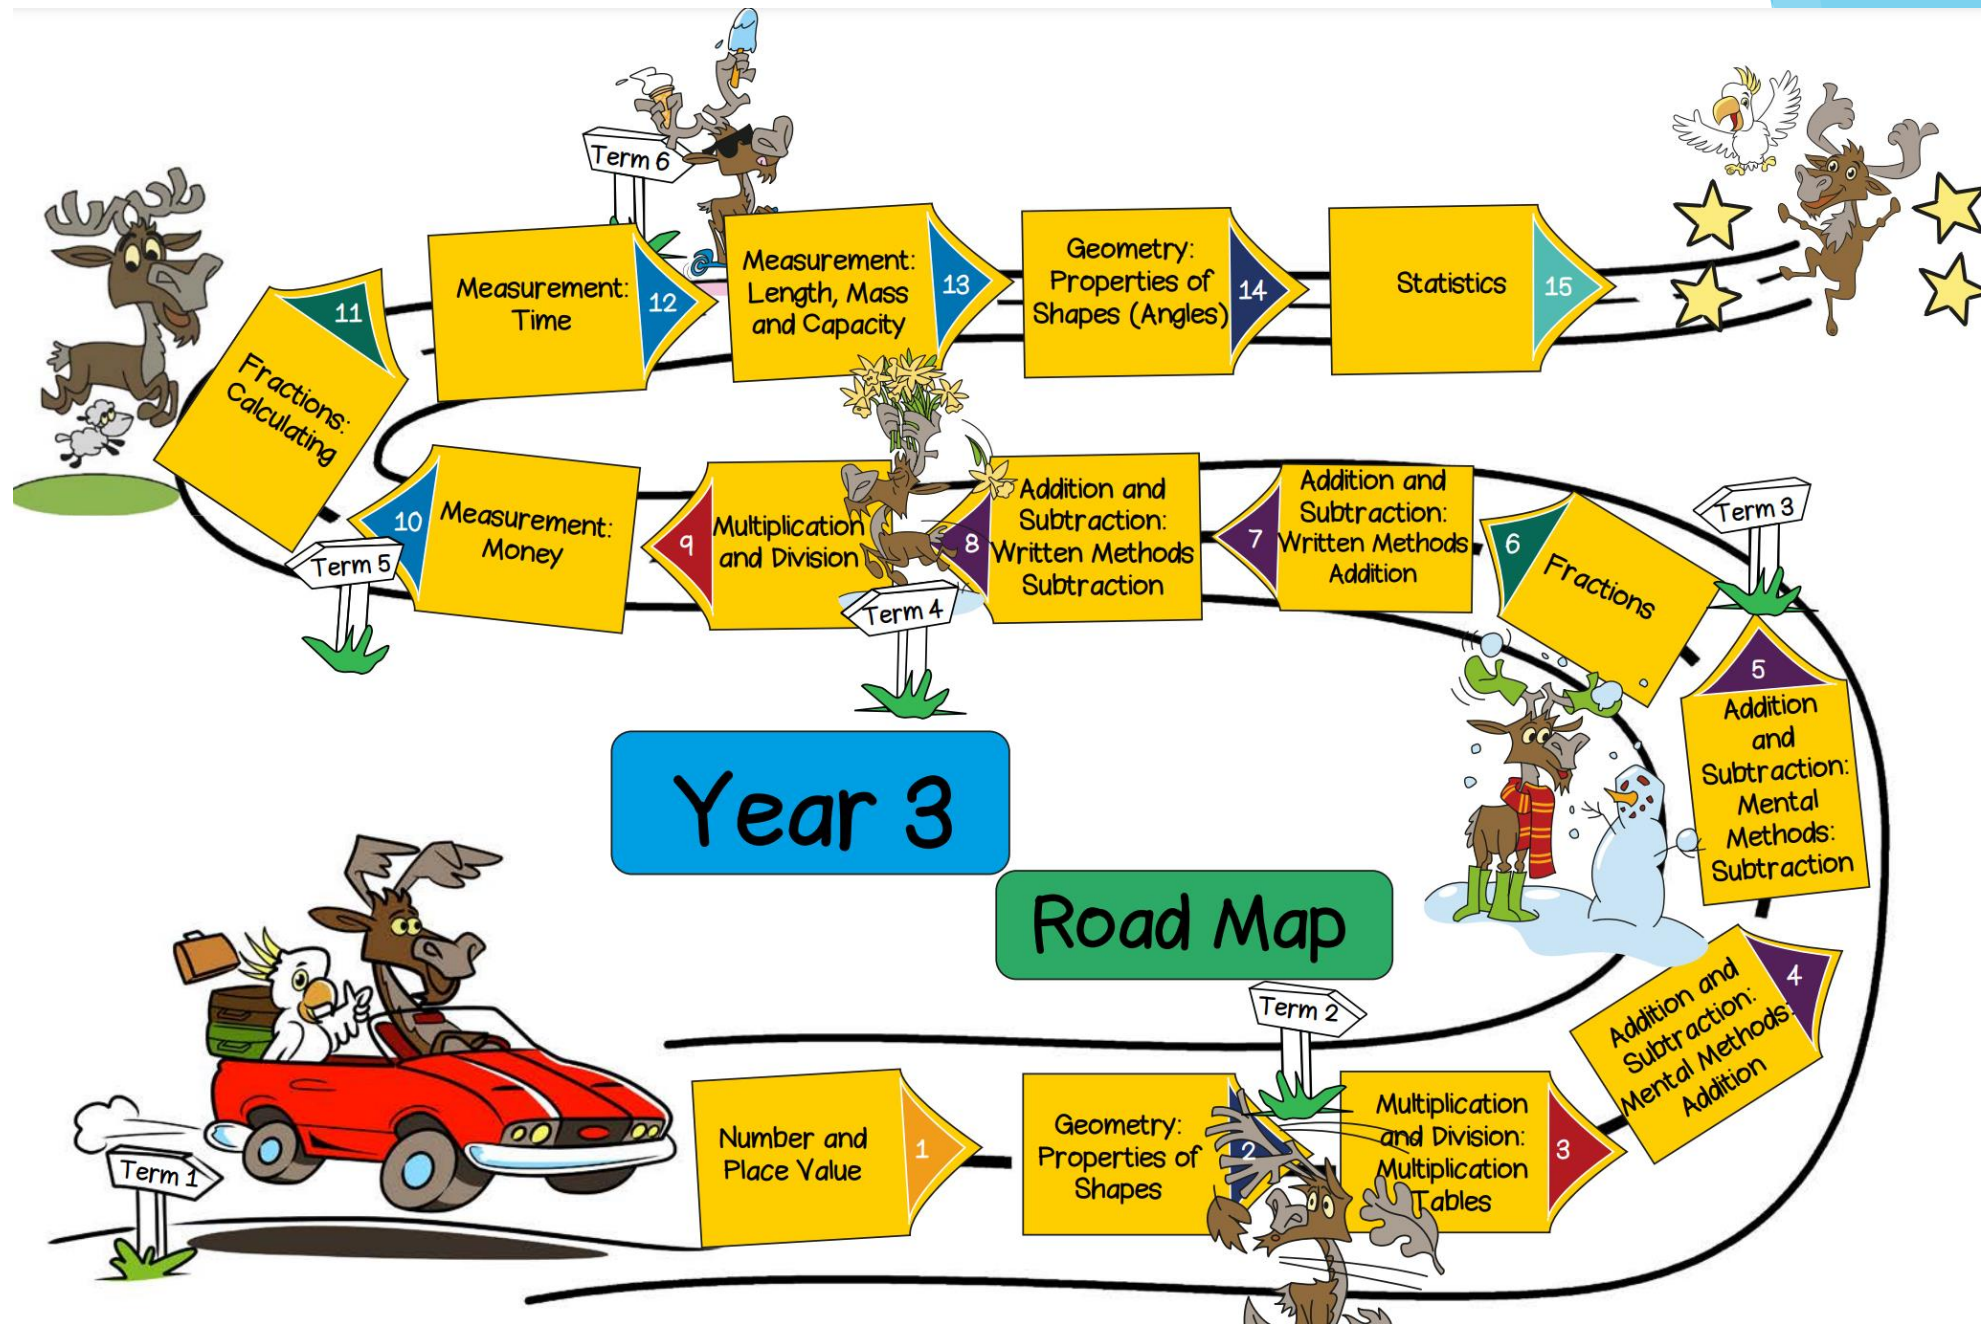 Term 6
11
Fractions:
Calculating
Measurement:
Time
12
Measurement:
Length, Mass
and Capacity
13
Geometry:
Properties of
Shapes (Angles)
14
Statistics
15
10
Measurement:
Money
Term 5
9
Multiplication
and Division
Term 4
8
Addition and
Subtraction:
Written Methods
Subtraction
7
Addition and
Subtraction:
Written Methods
Addition
6
Fractions
Term 3
5
Addition
and
Subtraction:
Mental
Methods:
Subtraction
Year 3
Road Map
4
Addition and
Subtraction:
Mental Methods:
Addition
Term 2
Term 1
Number and
Place Value
1
Geometry:
Properties of
Shapes
2
Multiplication
and Division:
Multiplication
Tables
3